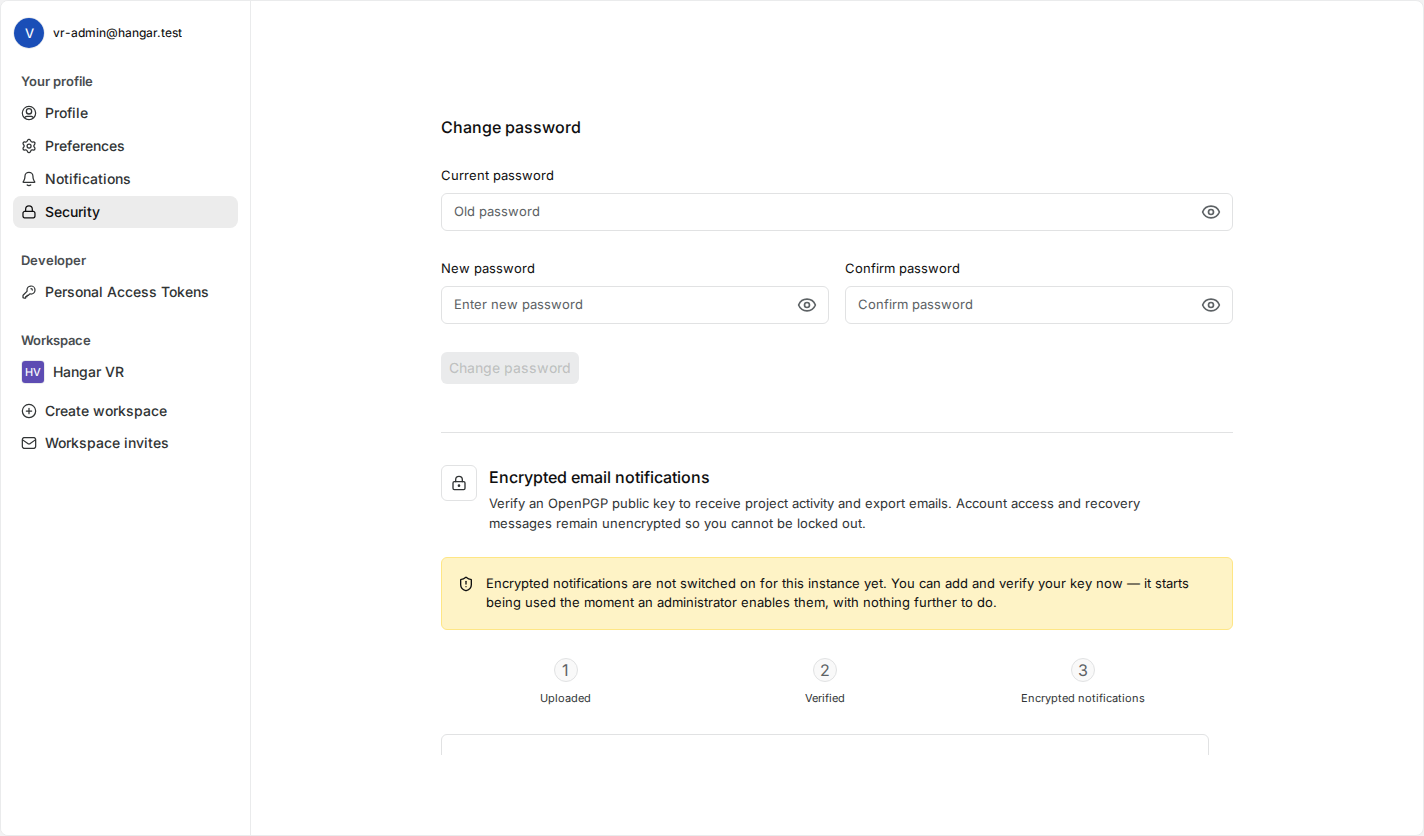 V
vr-admin@hangar.test
Your profile
Profile
Preferences
Notifications
Security
Developer
Personal Access Tokens
Workspace
HV
Hangar VR
Create workspace
Workspace invites
Change password
Current password
Old password
New password
Confirm password
Enter new password
Confirm password
Change password
Encrypted email notifications
Verify an OpenPGP public key to receive project activity and export emails. Account access and recovery
messages remain unencrypted so you cannot be locked out.
Encrypted notifications are not switched on for this instance yet. You can add and verify your key now — it starts
being used the moment an administrator enables them, with nothing further to do.
1
2
3
Uploaded
Verified
Encrypted notifications